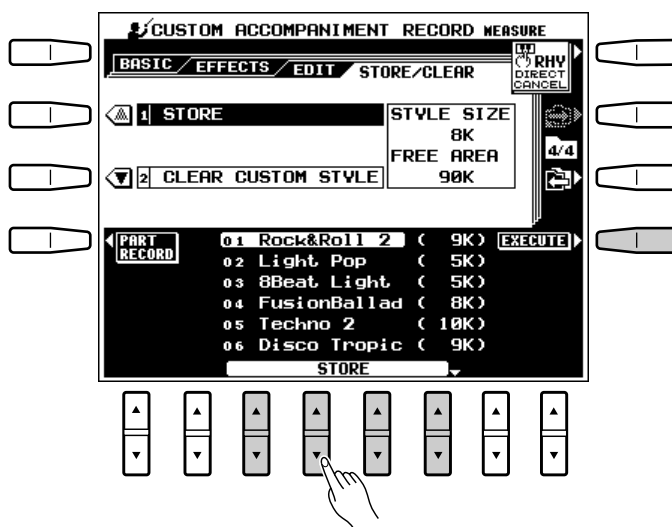 CUSTOM ACCOMPANIMENT RECORD MEASURE
BASIC EFFECTS EDIT STORE/CLEAR
RHY
DIRECT
CANCEL
1 STORE
STYLE SIZE
8K
FREE AREA
90K
4/4
2 CLEAR CUSTOM STYLE
PART
RECORD
EXECUTE
01 Rock&Roll 2 ( 9K)
02 Light Pop ( 5K)
03 8Beat Light ( 5K)
04 FusionBallad ( 8K)
05 Techno 2 ( 10K)
06 Disco Tropic ( 9K)
STORE